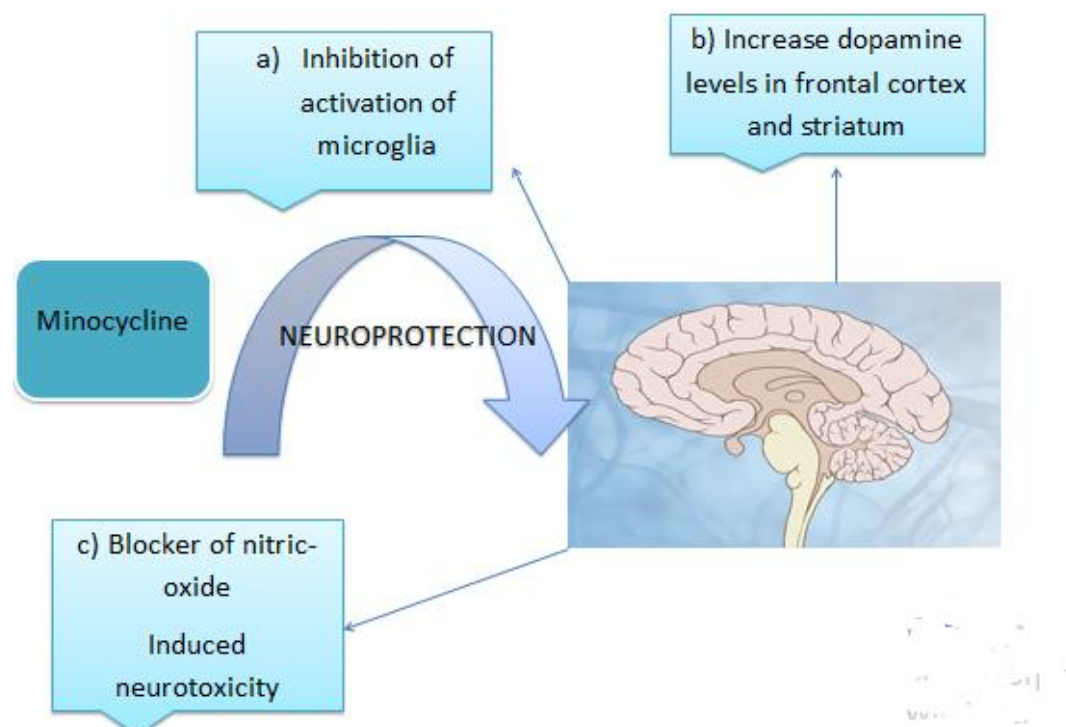 a) Inhibition of
activation of
microglia
b) Increase dopamine
levels in frontal cortex
and striatum
Minocycline
NEUROPROTECTION
c) Blocker of nitric-
oxide
Induced
neurotoxicity